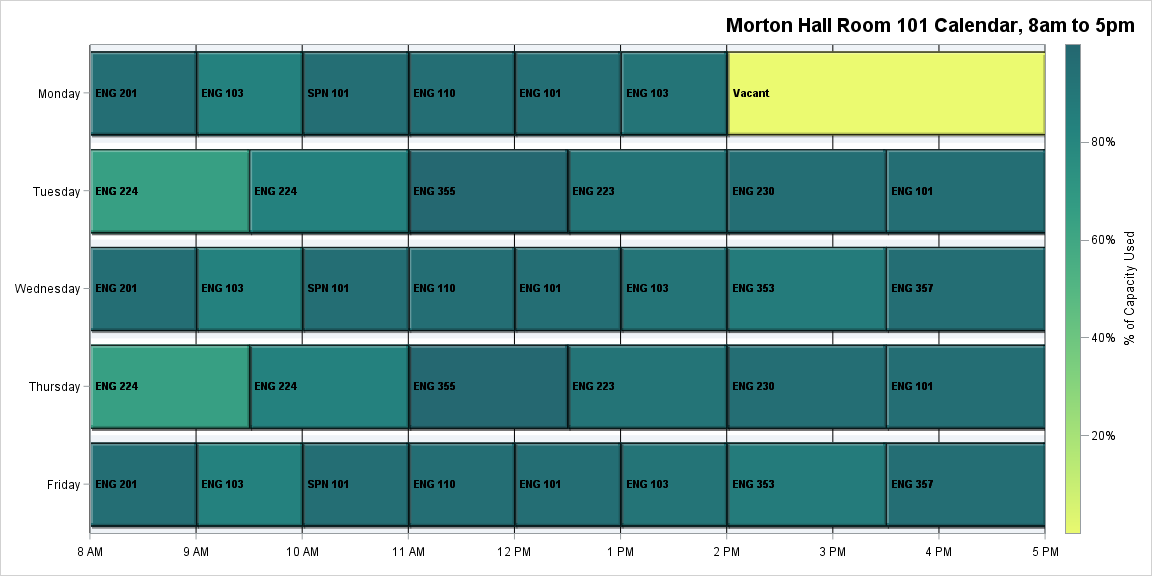 Morton Hall Room 101 Calendar, 8am to 5pm
Monday ENG 201 ENG 103 SPN 101 ENG 110 ENG 101 ENG 103 Vacant
80%
Tuesday ENG 224 ENG 224 ENG 355 ENG 223 ENG 230 ENG 101
60%
Wednesday ENG 201 ENG 103 SPN 101 ENG 110 ENG 101 ENG 103 ENG 353 ENG 357
% of Capacity Used
40%
Thursday ENG 224 ENG 224 ENG 355 ENG 223 ENG 230 ENG 101
20%
Friday ENG 201 ENG 103 SPN 101 ENG 110 ENG 101 ENG 103 ENG 353 ENG 357
8 AM 9 AM 10 AM 11 AM 12 PM 1 PM 2 PM 3 PM 4 PM 5 PM